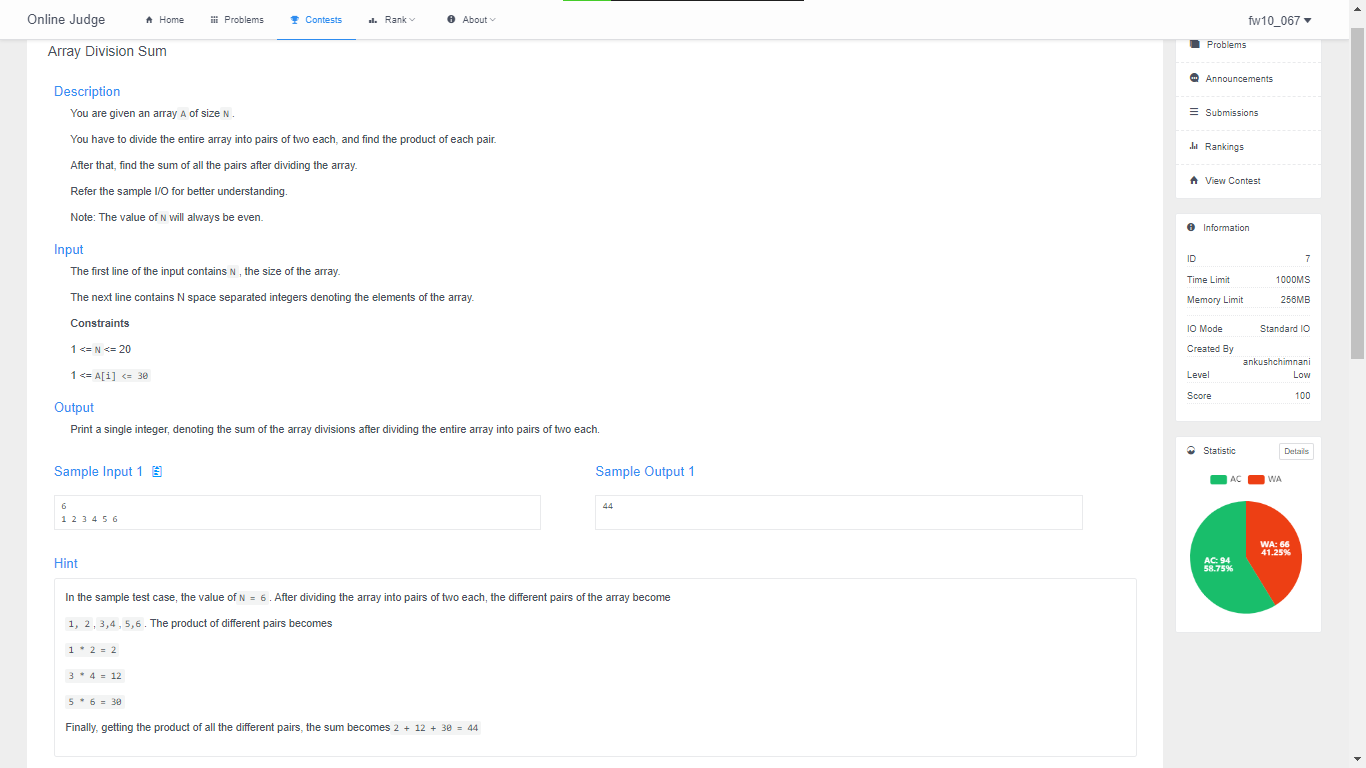 Online Judge
Home
Problems
Contests
Rank
About
fw10_067
Array Division Sum
Description
You are given an array A of size N .
You have to divide the entire array into pairs of two each, and find the product of each pair.
After that, find the sum of all the pairs after dividing the array.
Refer the sample I/O for better understanding.
Note: The value of N will always be even.
Input
The first line of the input contains N , the size of the array.
The next line contains N space separated integers denoting the elements of the array.
Constraints
1 <= N <= 20
1 <= A[i] <= 30
Output
Print a single integer, denoting the sum of the array divisions after dividing the entire array into pairs of two each.
Sample Input 1
6
1 2 3 4 5 6
Sample Output 1
44
Hint
In the sample test case, the value of N = 6 . After dividing the array into pairs of two each, the different pairs of the array become
1, 2 , 3,4 , 5,6 . The product of different pairs becomes
1 * 2 = 2
3 * 4 = 12
5 * 6 = 30
Finally, getting the product of all the different pairs, the sum becomes 2 + 12 + 30 = 44
Problems
Announcements
Submissions
Rankings
View Contest
Information
ID 7
Time Limit 1000MS
Memory Limit 256MB
IO Mode Standard IO
Created By
ankushchimnani
Level Low
Score 100
Statistic
Details
AC WA
WA: 66
41.25%
AC: 94
58.75%